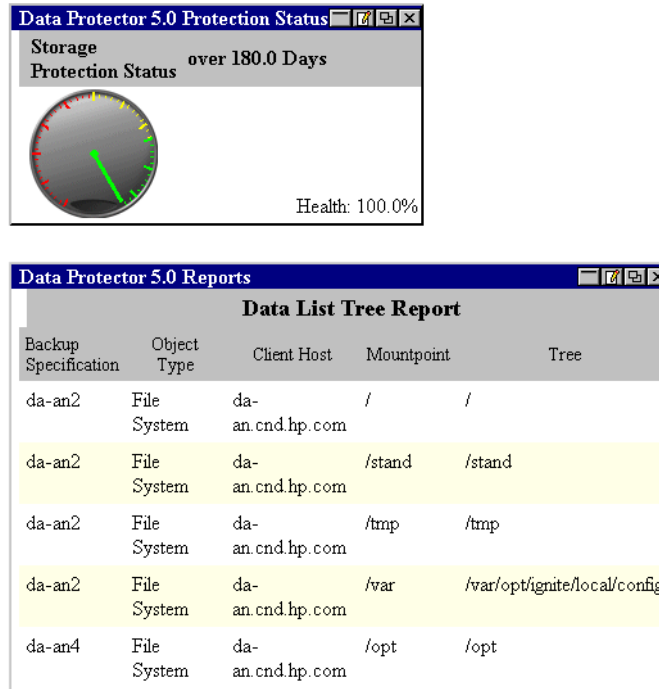 Data Protector 5.0 Protection Status
Storage
Protection Status
over 180.0 Days
Health: 100.0%
Data Protector 5.0 Reports
Data List Tree Report
Backup
Specification
Object
Type
Client Host
Mountpoint
Tree
da-an2
File
System
da-
an.cnd.hp.com
/
/
da-an2
File
System
da-
an.cnd.hp.com
/stand
/stand
da-an2
File
System
da-
an.cnd.hp.com
/tmp
/tmp
da-an2
File
System
da-
an.cnd.hp.com
/var
/var/opt/ignite/local/config
da-an4
File
System
da-
an.cnd.hp.com
/opt
/opt